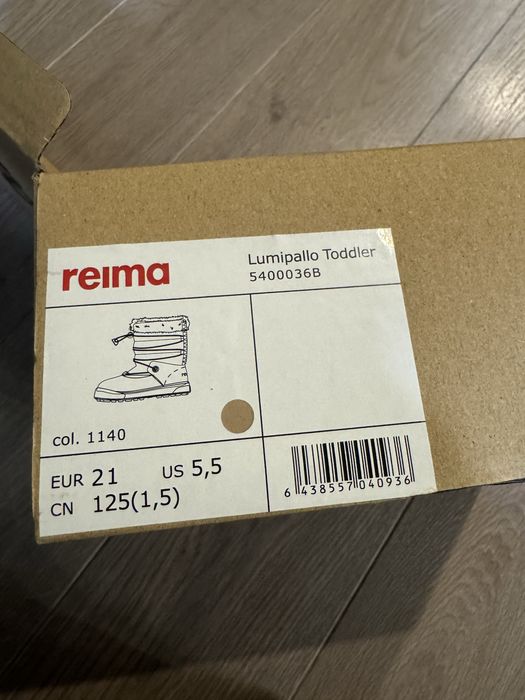 reima
Lumipallo Toddler
5400036B
col. 1140
EUR 21 US 5,5
CN 125(1,5)
6 438557 040936